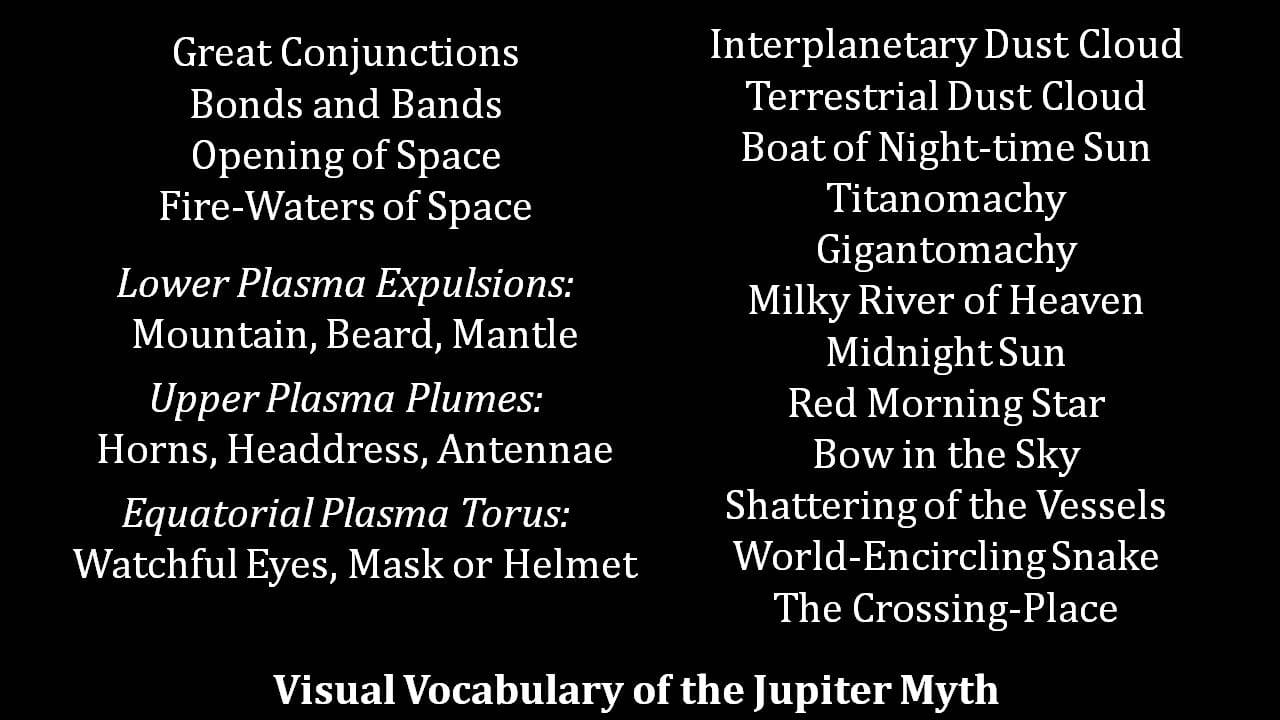 Great Conjunctions
Bonds and Bands
Opening of Space
Fire-Waters of Space
Lower Plasma Expulsions:
Mountain, Beard, Mantle
Upper Plasma Plumes:
Horns, Headdress, Antennae
Equatorial Plasma Torus:
Watchful Eyes, Mask or Helmet
Interplanetary Dust Cloud
Terrestrial Dust Cloud
Boat of Night-time Sun
Titanomachy
Gigantomachy
Milky River of Heaven
Midnight Sun
Red Morning Star
Bow in the Sky
Shattering of the Vessels
World-Encircling Snake
The Crossing-Place
Visual Vocabulary of the Jupiter Myth